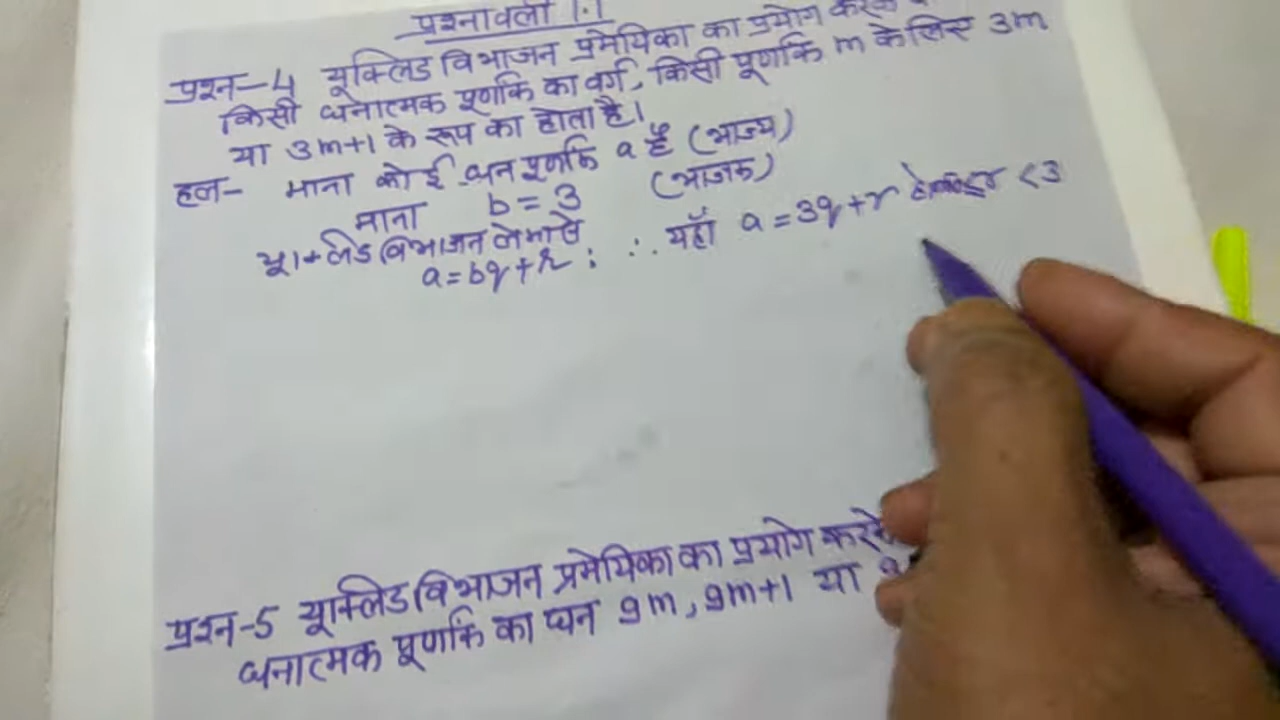 प्रश्नावली 1.1
प्रश्न-4 यूक्लिड विभाजन प्रमेयिका का प्रयोग करके
किसी धनात्मक पूर्णांक का वर्ग, किसी पूर्णांक m के लिए 3m
या 3m+1 के रूप का होता है।
हल- माना कोई धन पूर्णांक a है (भाज्य)
माना b = 3 (भाजक)
विभाजन
a = bq + r ; ∴ यहाँ a = 3q + r < 3
प्रश्न-5 यूक्लिड विभाजन प्रमेयिका का प्रयोग करके
धनात्मक पूर्णांक का घन 9m, 9m+1 या